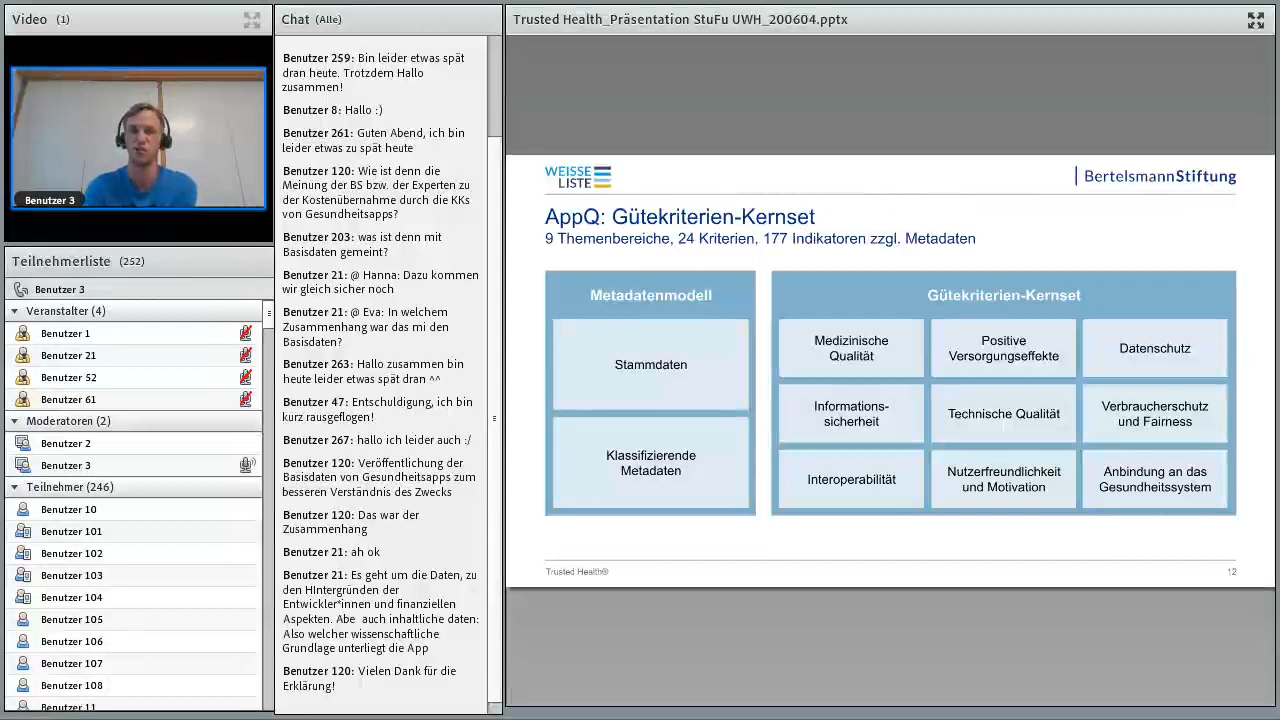 Video (1)
Benutzer 3
Teilnehmerliste (252)
Benutzer 3
Veranstalter (4)
Benutzer 1
Benutzer 21
Benutzer 52
Benutzer 61
Moderatoren (2)
Benutzer 2
Benutzer 3
Teilnehmer (246)
Benutzer 10
Benutzer 101
Benutzer 102
Benutzer 103
Benutzer 104
Benutzer 105
Benutzer 106
Benutzer 107
Benutzer 108
Benutzer 11
Chat (Alle)
Benutzer 259: Bin leider etwas spät
dran heute. Trotzdem Hallo
zusammen!
Benutzer 8: Hallo :)
Benutzer 261: Guten Abend, ich bin
leider etwas zu spät heute
Benutzer 120: Wie ist denn die
Meinung der BS bzw. der Experten zu
der Kostenübernahme durch die KKs
von Gesundheitsapps?
Benutzer 203: was ist denn mit
Basisdaten gemeint?
Benutzer 21: @ Hanna: Dazu kommen
wir gleich sicher noch
Benutzer 21: @ Eva: In welchem
Zusammenhang war das mi den
Basisdaten?
Benutzer 263: Hallo zusammen bin
heute leider etwas spät dran ^^
Benutzer 47: Entschuldigung, ich bin
kurz rausgeflogen!
Benutzer 267: hallo ich leider auch :/
Benutzer 120: Veröffentlichung der
Basisdaten von Gesundheitsapps zum
besseren Verständnis des Zwecks
Benutzer 120: Das war der
Zusammenhang
Benutzer 21: ah ok
Benutzer 21: Es geht um die Daten, zu
den HIntergründen der
Entwickler*innen und finanziellen
Aspekten. Abe auch inhaltliche daten:
Also welcher wissenschaftliche
Grundlage unterliegt die App
Benutzer 120: Vielen Dank für die
Erklärung!
Trusted Health_Präsentation StuFu UWH_200604.pptx
WEISSE
LISTE
BertelsmannStiftung
AppQ: Gütekriterien-Kernset
9 Themenbereiche, 24 Kriterien, 177 Indikatoren zzgl. Metadaten
Metadatenmodell
Stammdaten
Klassifizierende
Metadaten
Gütekriterien-Kernset
Medizinische
Qualität
Positive
Versorgungseffekte
Datenschutz
Informations-
sicherheit
Technische Qualität
Verbraucherschutz
und Fairness
Interoperabilität
Nutzerfreundlichkeit
und Motivation
Anbindung an das
Gesundheitssystem
Trusted Health®
12